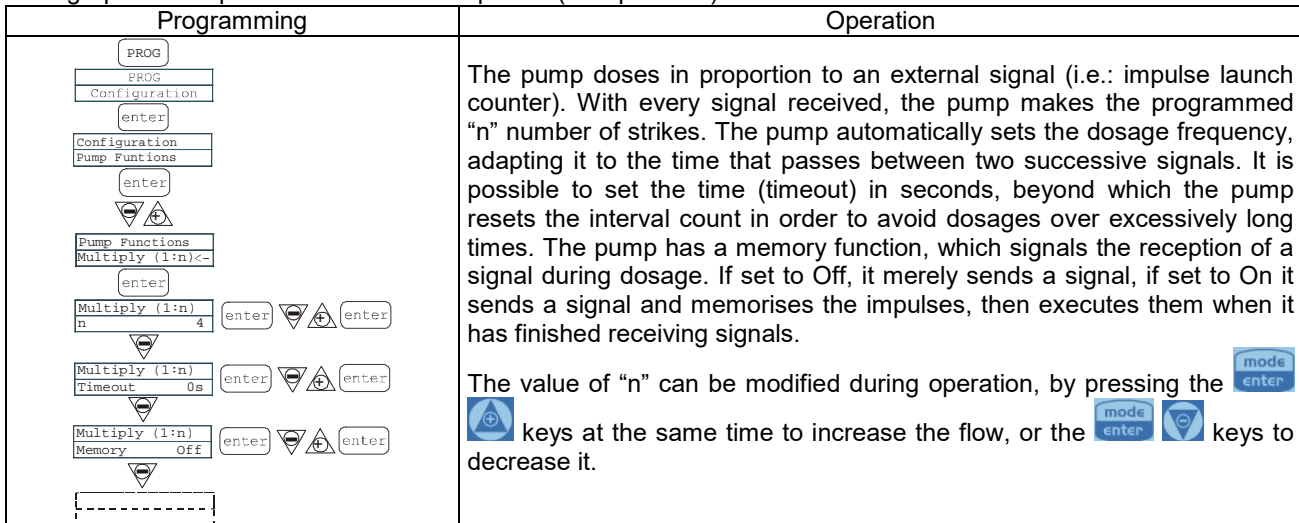 Programming
Operation
PROG
PROG
Configuration
enter
Configuration
Pump Funtions
enter
Pump Functions
Multiply (1:n)<-
enter
Multiply (1:n)
n 4
enter
enter
Multiply (1:n)
Timeout 0s
enter
enter
Multiply (1:n)
Memory Off
enter
enter
The pump doses in proportion to an external signal (i.e.: impulse launch
counter). With every signal received, the pump makes the programmed
“n” number of strikes. The pump automatically sets the dosage frequency,
adapting it to the time that passes between two successive signals. It is
possible to set the time (timeout) in seconds, beyond which the pump
resets the interval count in order to avoid dosages over excessively long
times. The pump has a memory function, which signals the reception of a
signal during dosage. If set to Off, it merely sends a signal, if set to On it
sends a signal and memorises the impulses, then executes them when it
has finished receiving signals.
The value of “n” can be modified during operation, by pressing the mode enter
keys at the same time to increase the flow, or the mode enter keys to
decrease it.